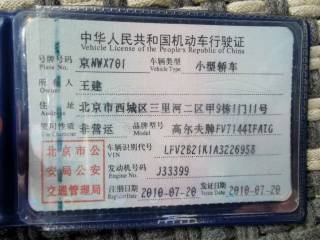 中华人民共和国机动车行驶证
Vehicle License of the People's Republic of China
号牌号码 京NWX701 车辆类型 小型轿车
Plate No. Vehicle Type
所有人 王建
Owner
住址 北京市西城区三里河二区甲9栋1门11号
Address
使用性质 非营运 品牌型号 高尔夫牌FV7144TFATG
北京市公安局公安交通管理局
车辆识别代号 LFV2B21K1A3226958
VIN
发动机号码 J33399
Engine No.
注册日期 2010-07-20 发证日期 2010-07-20
Register Date Issue Date